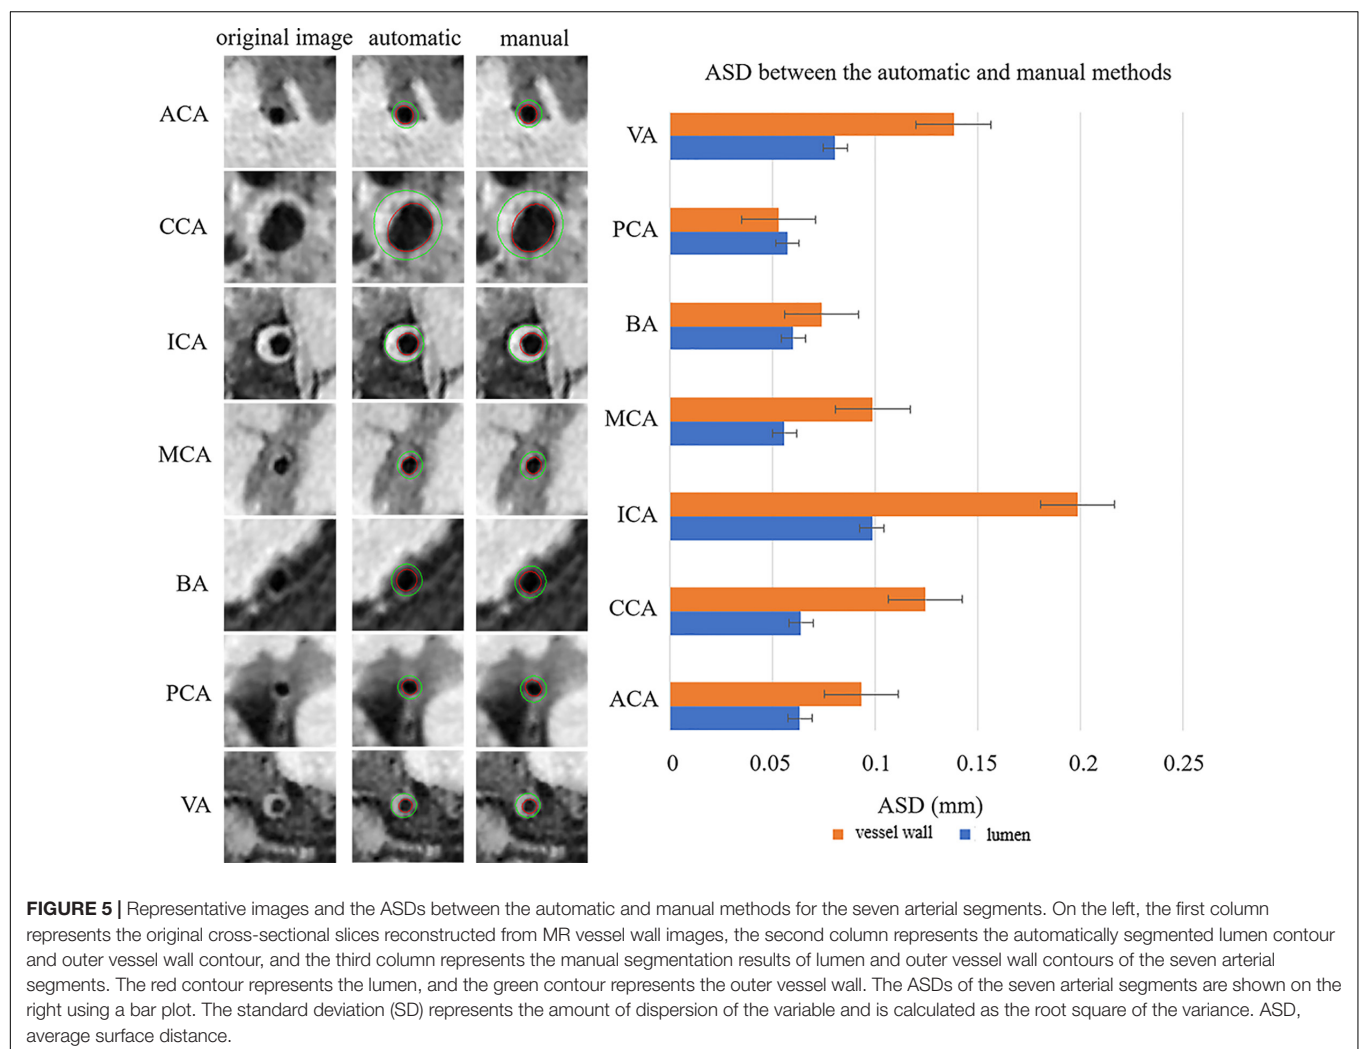 original image automatic manual
ACA
CCA
ICA
MCA
BA
PCA
VA
ASD between the automatic and manual methods
VA
PCA
BA
MCA
ICA
CCA
ACA
0 0.05 0.1 0.15 0.2 0.25
ASD (mm)
vessel wall lumen
FIGURE 5 | Representative images and the ASDs between the automatic and manual methods for the seven arterial segments. On the left, the first column
represents the original cross-sectional slices reconstructed from MR vessel wall images, the second column represents the automatically segmented lumen contour
and outer vessel wall contour, and the third column represents the manual segmentation results of lumen and outer vessel wall contours of the seven arterial
segments. The red contour represents the lumen, and the green contour represents the outer vessel wall. The ASDs of the seven arterial segments are shown on the
right using a bar plot. The standard deviation (SD) represents the amount of dispersion of the variable and is calculated as the root square of the variance. ASD,
average surface distance.